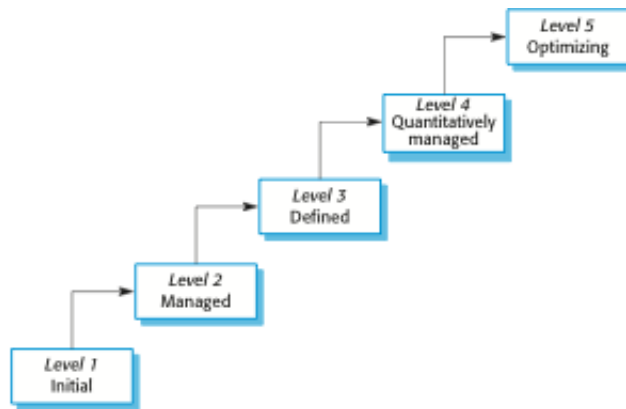 Level 5
Optimizing
Level 4
Quantitatively
managed
Level 3
Defined
Level 2
Managed
Level 1
Initial